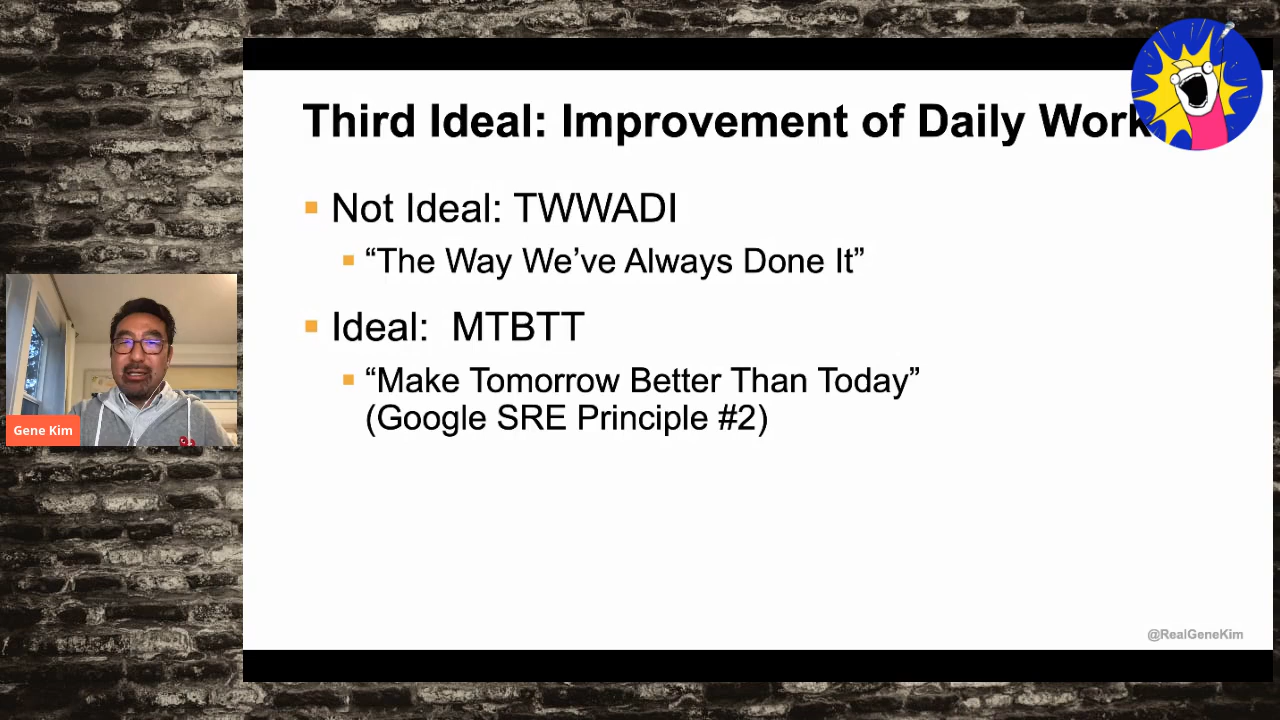 Third Ideal: Improvement of Daily Work
Not Ideal: TWWADI
“The Way We’ve Always Done It”
Ideal: MTBTT
“Make Tomorrow Better Than Today”
(Google SRE Principle #2)
Gene Kim
@RealGeneKim